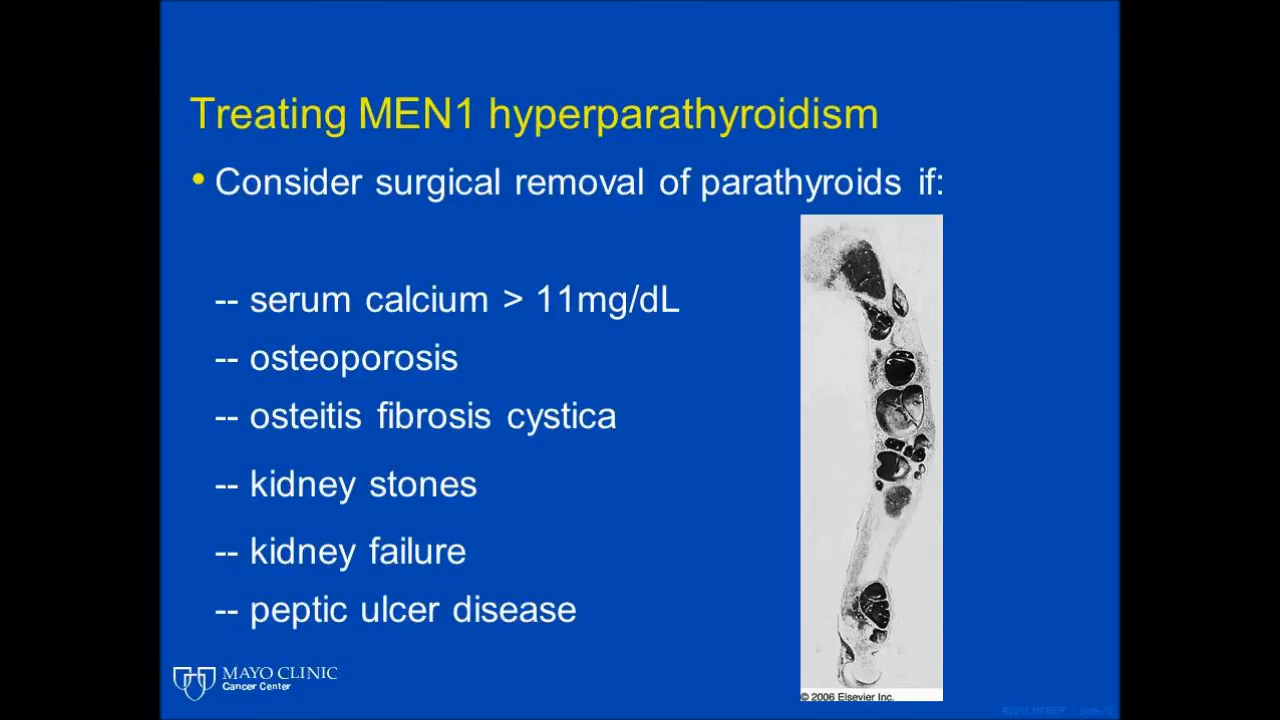 Treating MEN1 hyperparathyroidism
• Consider surgical removal of parathyroids if:
-- serum calcium > 11mg/dL
-- osteoporosis
-- osteitis fibrosis cystica
-- kidney stones
-- kidney failure
-- peptic ulcer disease
MAYO CLINIC
Cancer Center
© 2006 Elsevier Inc.